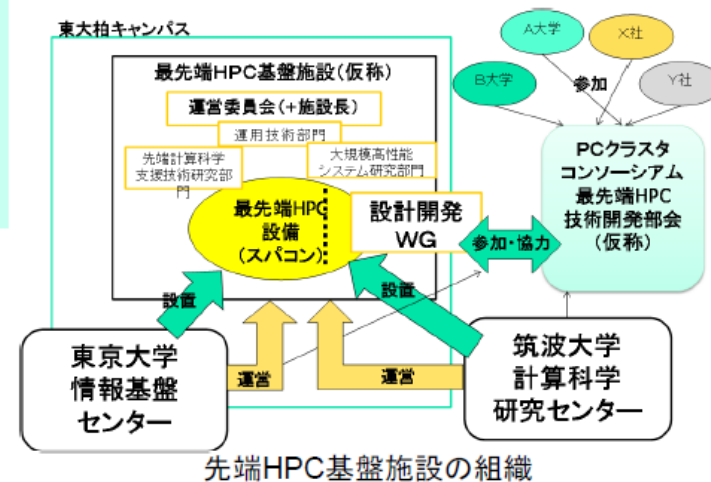 東大柏キャンパス
最先端HPC基盤施設(仮称)
運営委員会(+施設長)
運用技術部門
先端計算科学
支援技術研究部
門
大規模高性能
システム研究部門
最先端HPC
設備
(スパコン)
設計開発
WG
参加・協力
A大学
X社
B大学
参加
Y社
PCクラスタ
コンソーシアム
最先端HPC
技術開発部会
(仮称)
設置
設置
東京大学
情報基盤
センター
運営
運営
筑波大学
計算科学
研究センター
先端HPC基盤施設の組織